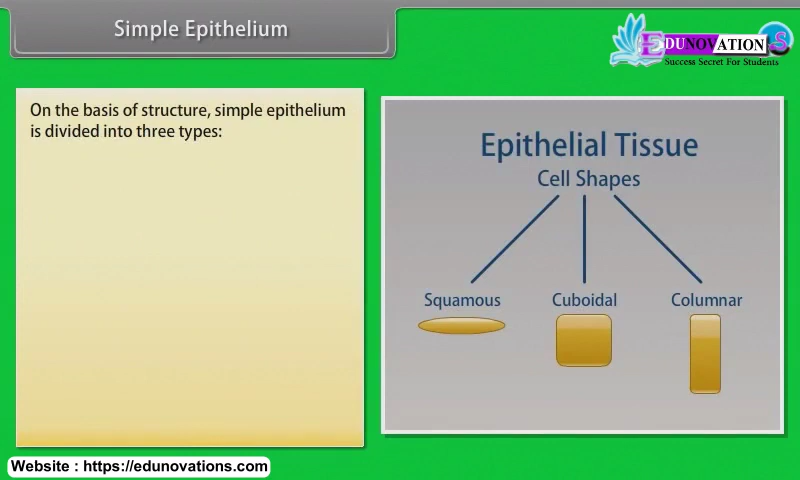 Simple Epithelium
EDUNOVATION S
Success Secret For Students
On the basis of structure, simple epithelium
is divided into three types:
Epithelial Tissue
Cell Shapes
Squamous Cuboidal Columnar
Website : https://edunovations.com